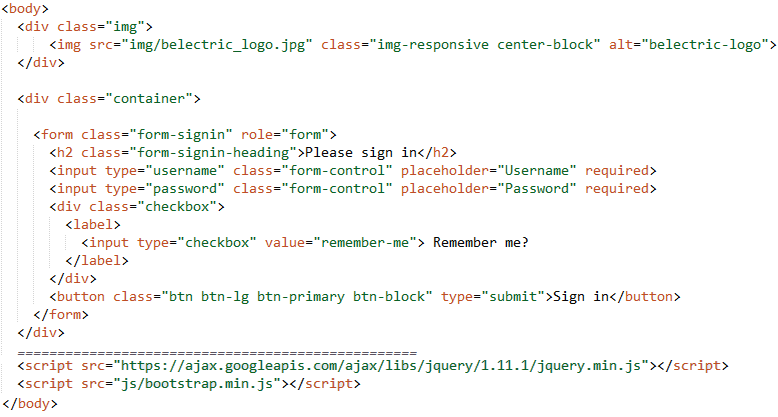 <body>
<div class="img">
<img src="img/belectric_logo.jpg" class="img-responsive center-block" alt="belectric-logo">
</div>
<div class="container">
<form class="form-signin" role="form">
<h2 class="form-signin-heading">Please sign in</h2>
<input type="username" class="form-control" placeholder="Username" required>
<input type="password" class="form-control" placeholder="Password" required>
<div class="checkbox">
<label>
<input type="checkbox" value="remember-me"> Remember me?
</label>
</div>
<button class="btn btn-lg btn-primary btn-block" type="submit">Sign in</button>
</form>
</div>
==================================================
<script src="https://ajax.googleapis.com/ajax/libs/jquery/1.11.1/jquery.min.js"></script>
<script src="js/bootstrap.min.js"></script>
</body>